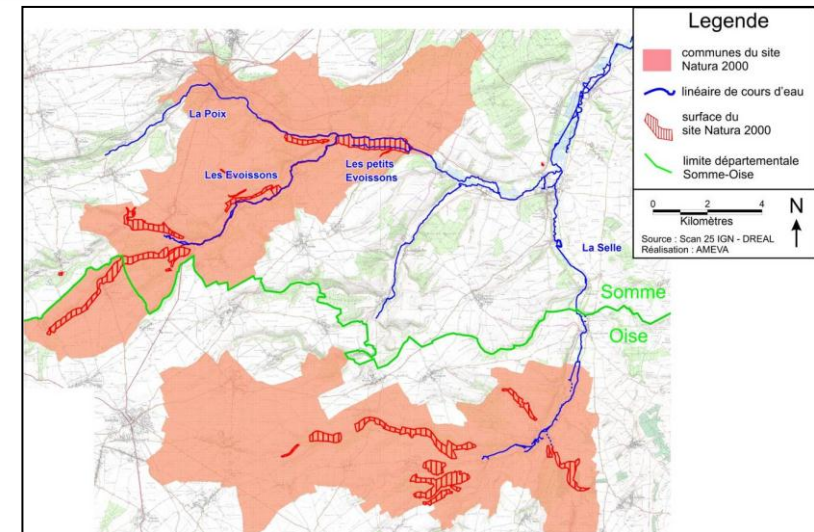 Legende
communes du site
Natura 2000
linéaire de cours d'eau
surface du
site Natura 2000
limite départementale
Somme-Oise
0 2 4
Kilomètres
N
Source : Scan 25 IGN - DREAL
Réalisation : AMEVA
La Poix
Les Evoissons
Les petits
Evoissons
La Selle
Somme
Oise